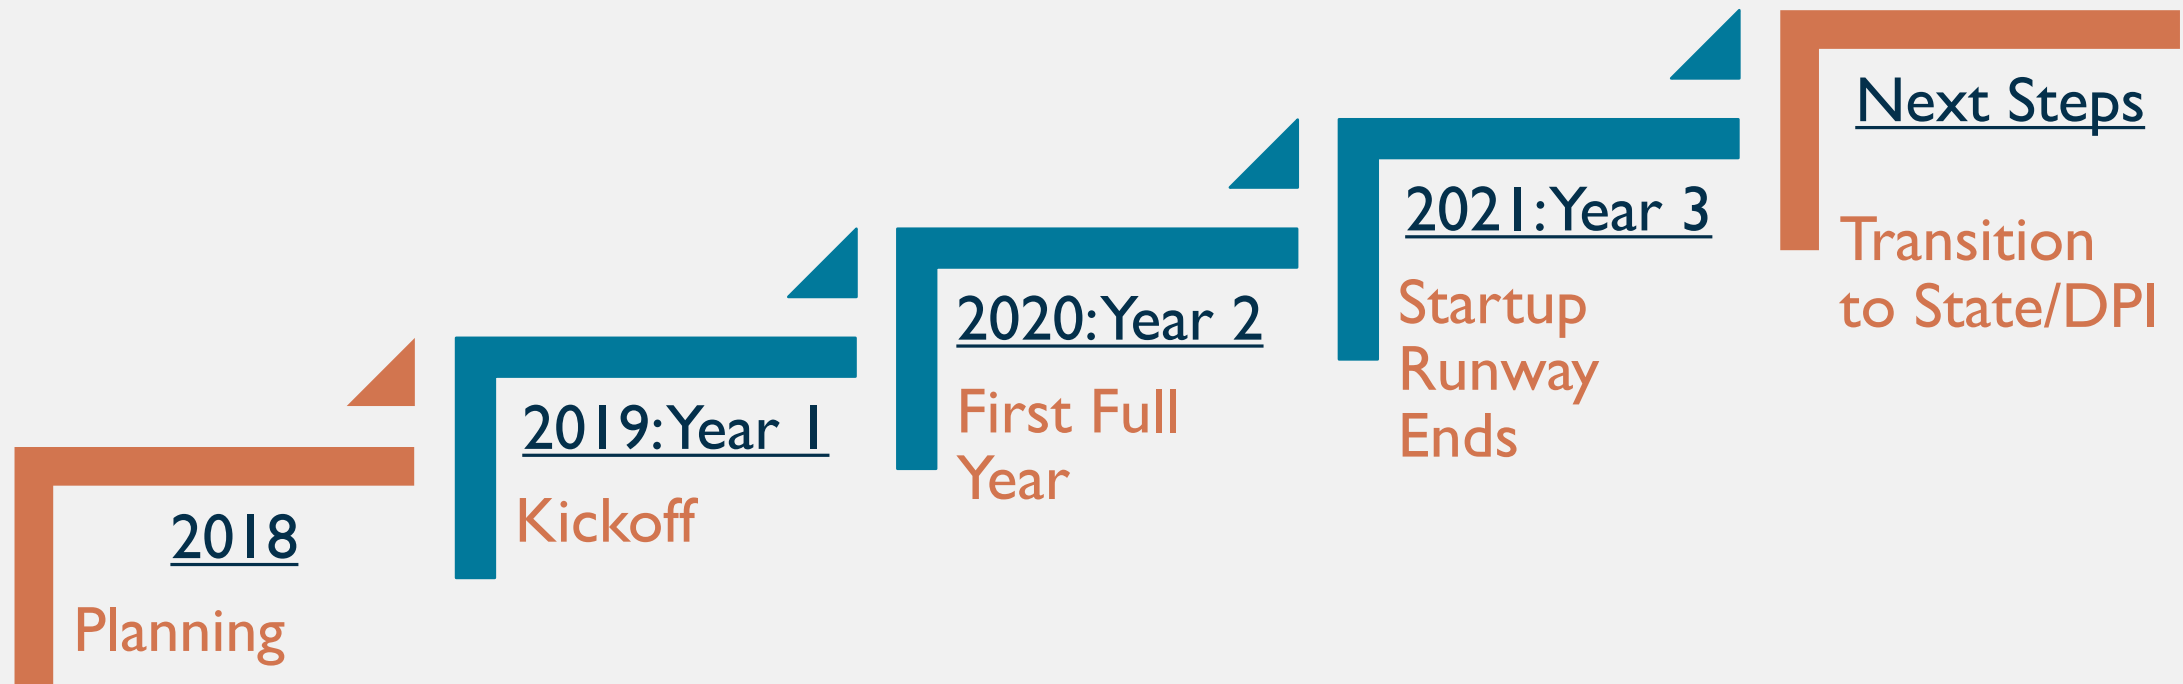 2018
Planning
2019: Year 1
Kickoff
2020: Year 2
First Full
Year
2021: Year 3
Startup
Runway
Ends
Next Steps
Transition
to State/DPI